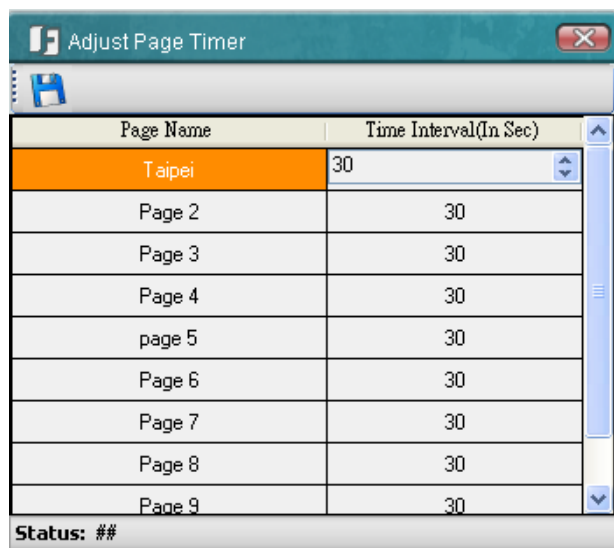 Adjust Page Timer
Page Name Time Interval(In Sec)
Taipei 30
Page 2 30
Page 3 30
Page 4 30
page 5 30
Page 6 30
Page 7 30
Page 8 30
Page 9 30
Status: ##